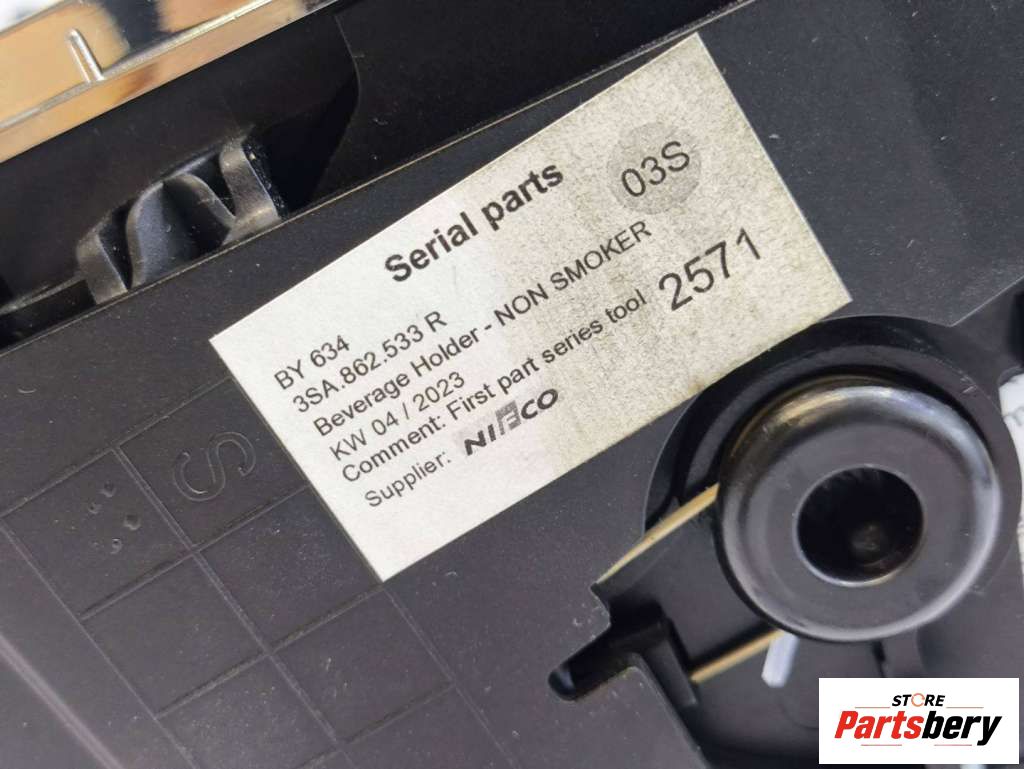 Serial parts
03S
BY 634
3SA.862.533 R
Beverage Holder - NON SMOKER
KW 04 / 2023
Comment: First part series tool
2571
Supplier: NIFCO
S
STORE
Partsbery